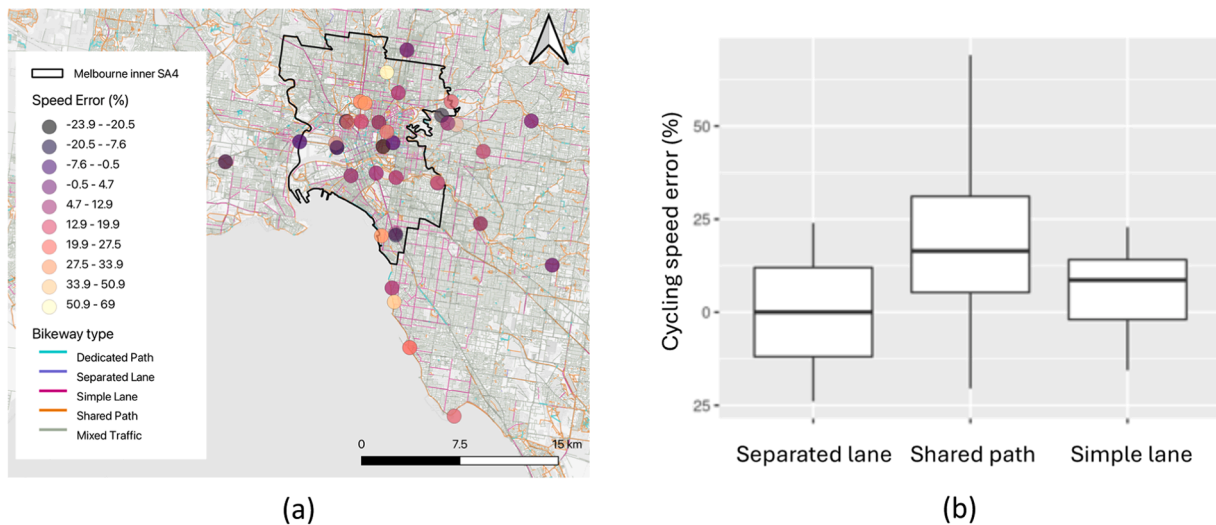 Melbourne inner SA4
Speed Error (%)
-23.9 - -20.5
-20.5 - -7.6
-7.6 - -0.5
-0.5 - 4.7
4.7 - 12.9
12.9 - 19.9
19.9 - 27.5
27.5 - 33.9
33.9 - 50.9
50.9 - 69
Bikeway type
Dedicated Path
Separated Lane
Simple Lane
Shared Path
Mixed Traffic
0 7.5 15 km
(a)
Cycling speed error (%)
50
25
0
25
Separated lane Shared path Simple lane
(b)